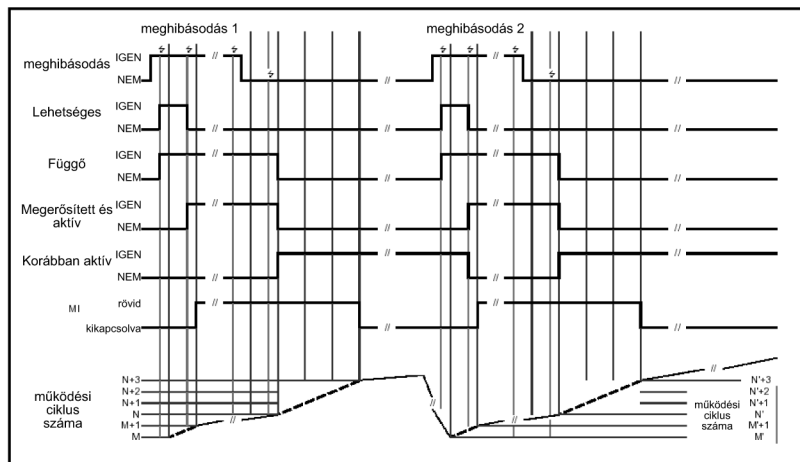 meghibásodás 1
meghibásodás 2
meghibásodás
IGEN
NEM
//
//
//
//
Lehetséges
IGEN
NEM
//
//
//
//
Függő
IGEN
NEM
//
//
//
//
Megerősített és
aktív
IGEN
NEM
//
//
//
//
Korábban aktív
IGEN
NEM
//
//
//
//
MI
rövid
kikapcsolva
//
//
//
//
működési
ciklus
száma
N+3
N+2
N+1
N
M+1
M
//
//
//
működési
ciklus
száma
N'+3
N'+2
N'+1
N'
M'+1
M'